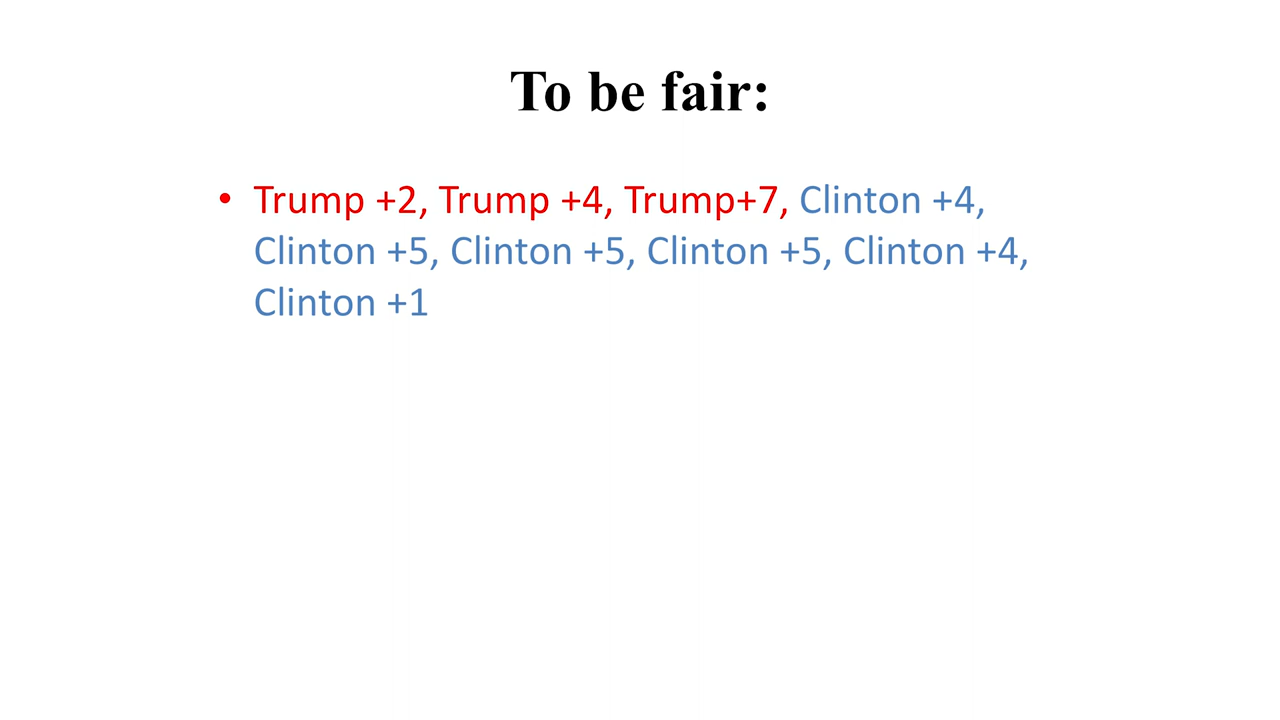 To be fair:
• Trump +2, Trump +4, Trump+7, Clinton +4,
Clinton +5, Clinton +5, Clinton +5, Clinton +4,
Clinton +1